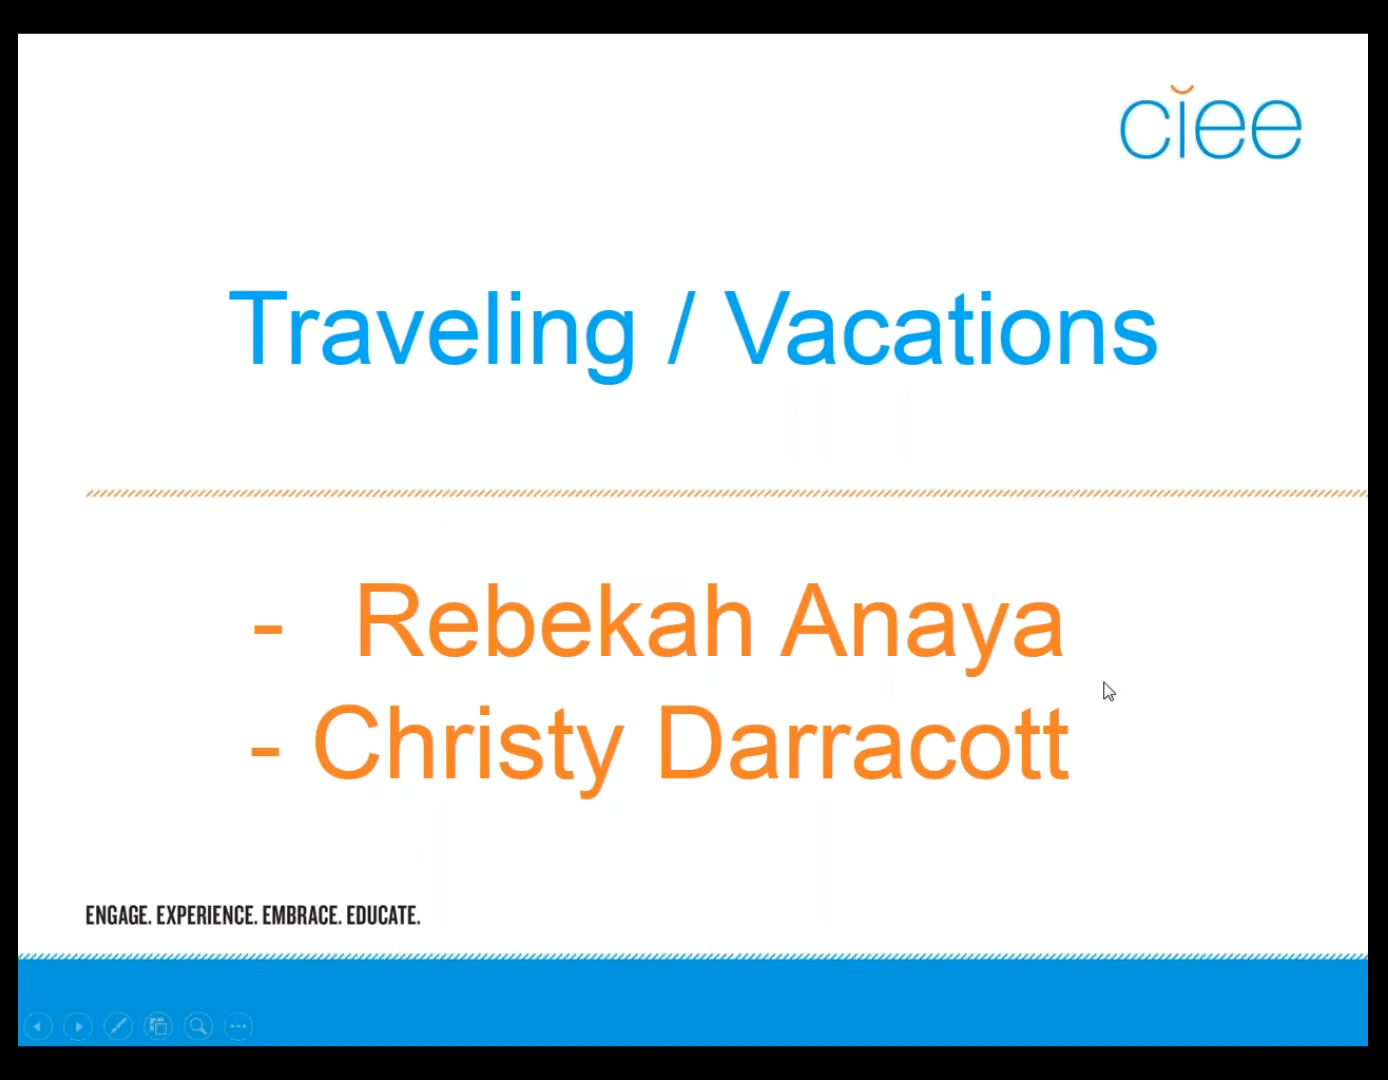 ciee
Traveling / Vacations
- Rebekah Anaya
- Christy Darracott
ENGAGE. EXPERIENCE. EMBRACE. EDUCATE.